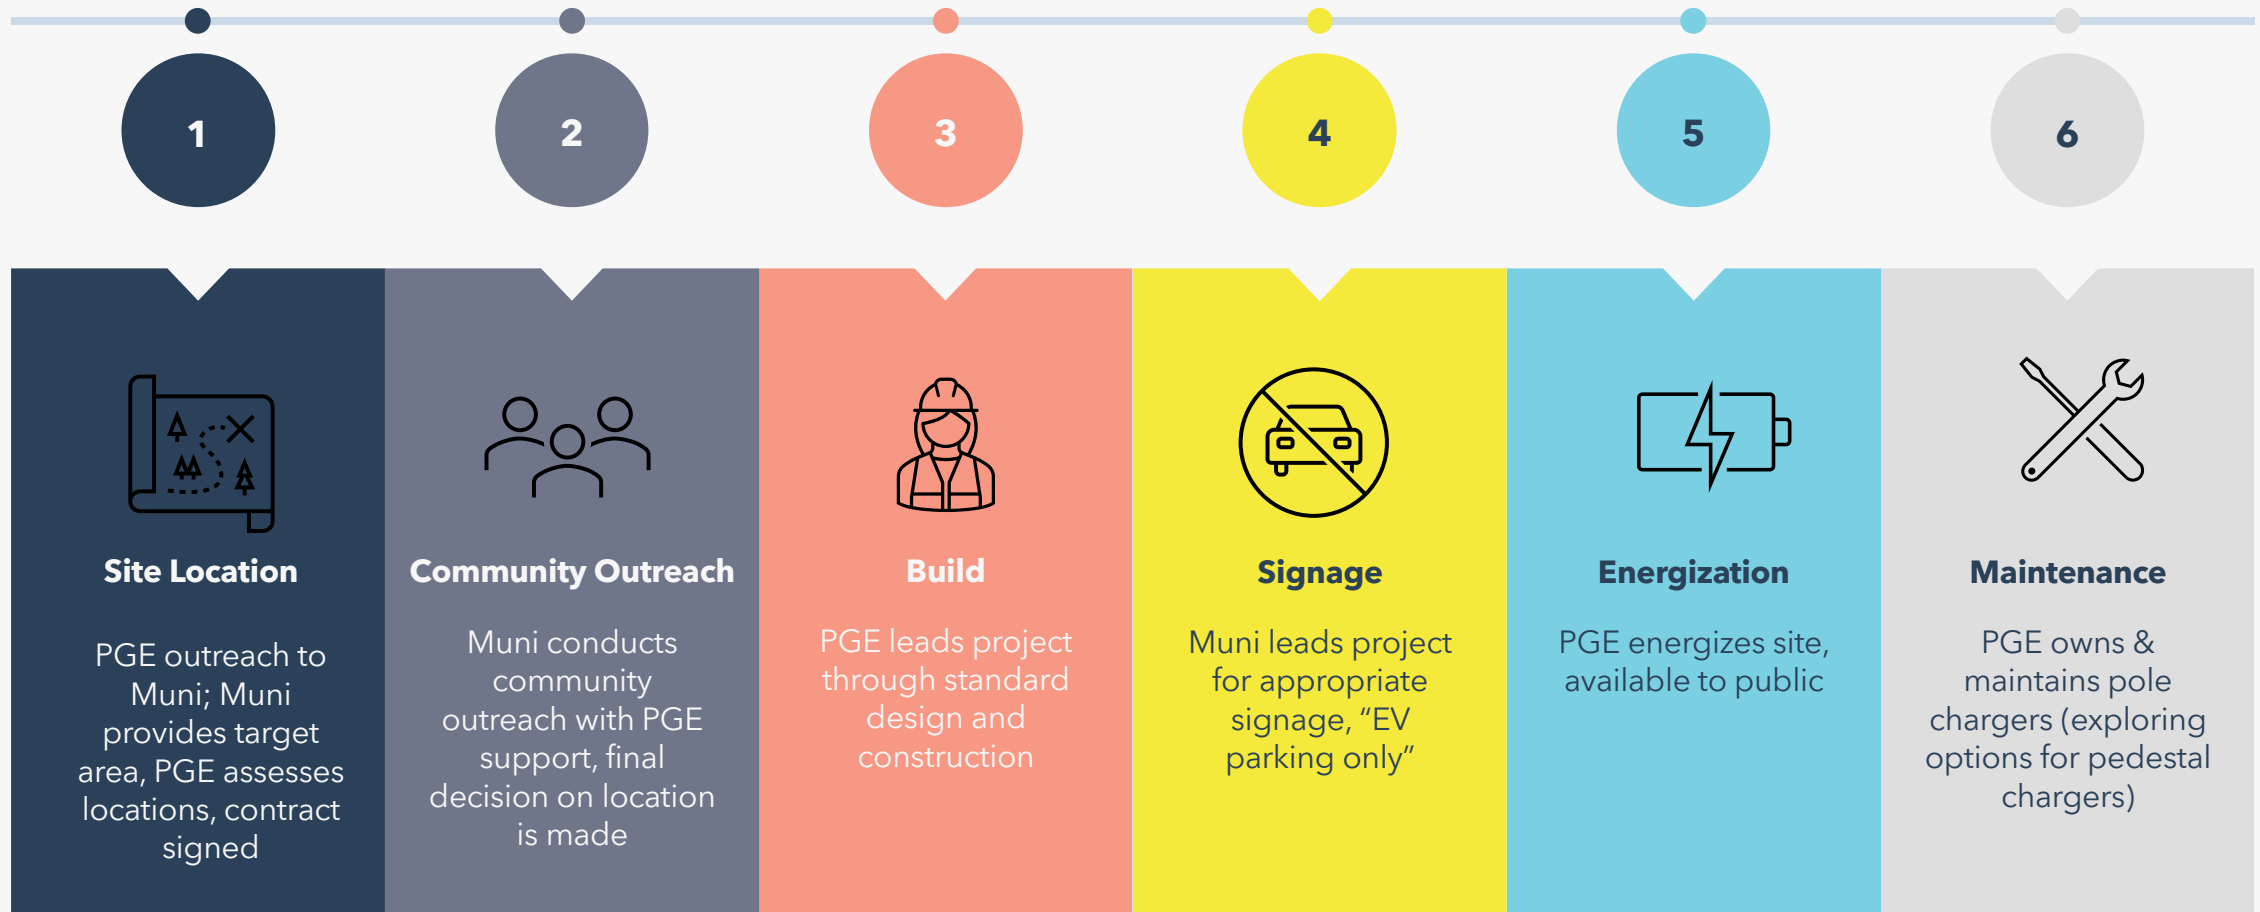 1
2
3
4
5
6
Site Location
PGE outreach to
Muni; Muni
provides target
area, PGE assesses
locations, contract
signed
Community Outreach
Muni conducts
community
outreach with PGE
support, final
decision on location
is made
Build
PGE leads project
through standard
design and
construction
Signage
Muni leads project
for appropriate
signage, “EV
parking only”
Energization
PGE energizes site,
available to public
Maintenance
PGE owns &
maintains pole
chargers (exploring
options for pedestal
chargers)